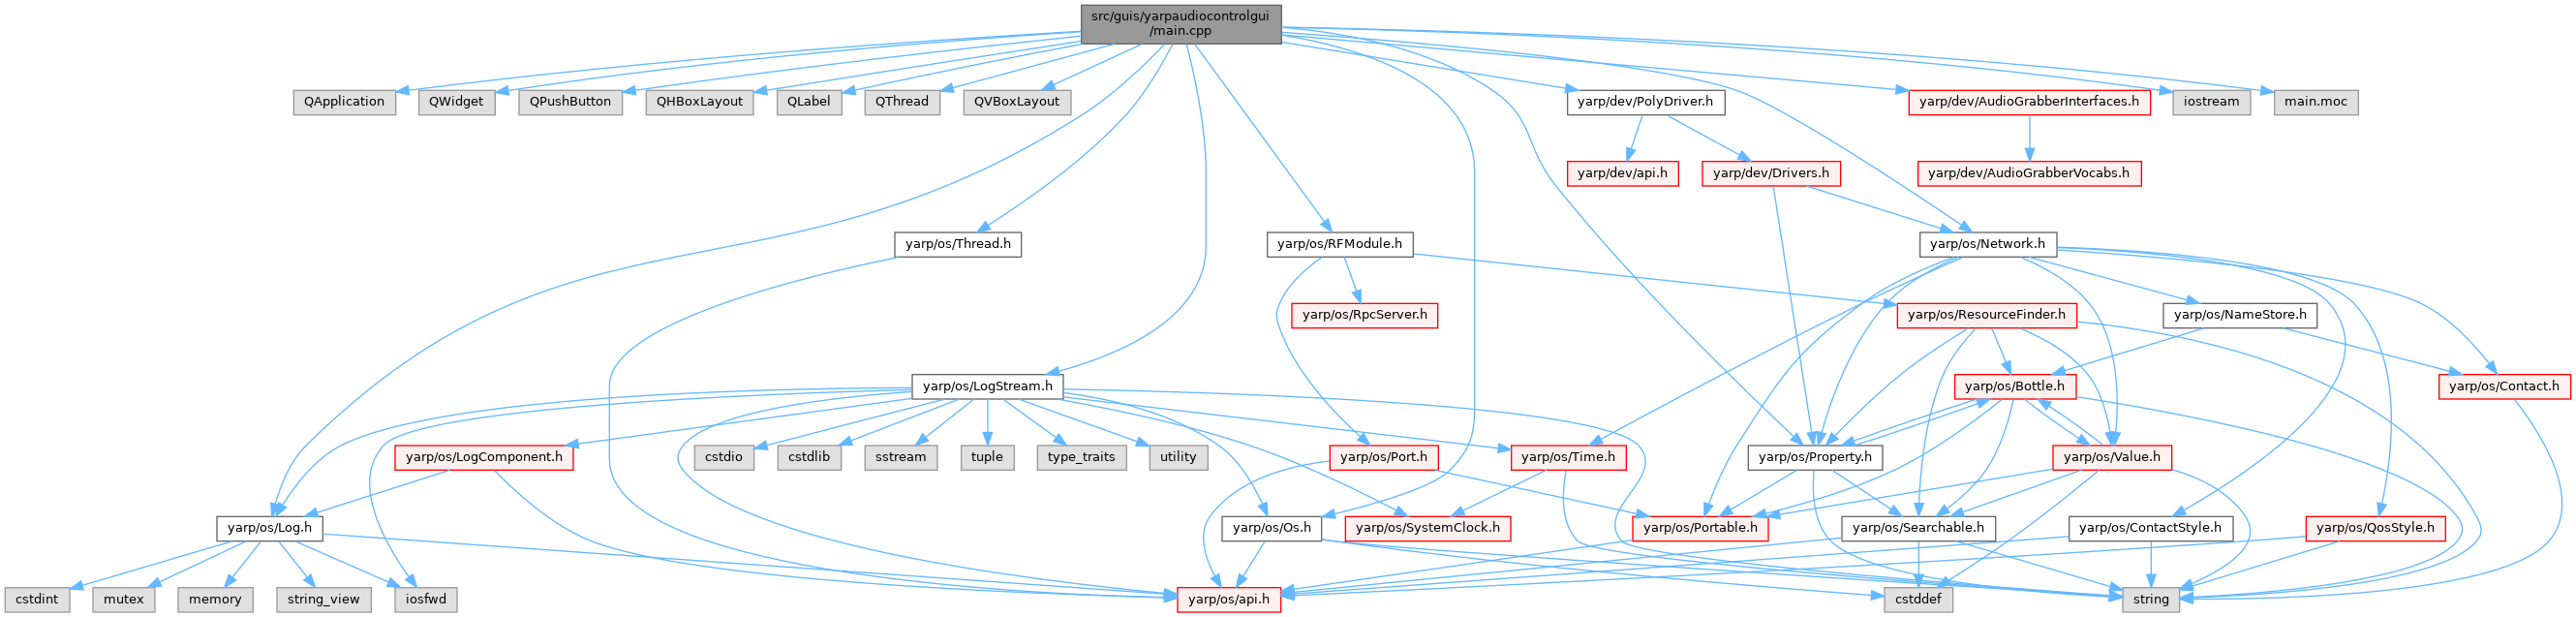 src/guis/yarpaudiocontrolgui
/main.cpp
QApplication
QWidget
QPushButton
QHBoxLayout
QLabel
QThread
QVBoxLayout
yarp/dev/PolyDriver.h
yarp/dev/AudioGrabberInterfaces.h
iostream
main.moc
yarp/dev/api.h
yarp/dev/Drivers.h
yarp/dev/AudioGrabberVocabs.h
yarp/os/Thread.h
yarp/os/RFModule.h
yarp/os/Network.h
yarp/os/RpcServer.h
yarp/os/ResourceFinder.h
yarp/os/NameStore.h
yarp/os/LogStream.h
yarp/os/Bottle.h
yarp/os/Contact.h
yarp/os/LogComponent.h
cstdio
cstdlib
sstream
tuple
type_traits
utility
yarp/os/Port.h
yarp/os/Time.h
yarp/os/Property.h
yarp/os/Value.h
yarp/os/Log.h
yarp/os/Os.h
yarp/os/SystemClock.h
yarp/os/Portable.h
yarp/os/Searchable.h
yarp/os/ContactStyle.h
yarp/os/QosStyle.h
cstdint
mutex
memory
string_view
iosfwd
yarp/os/api.h
cstddef
string